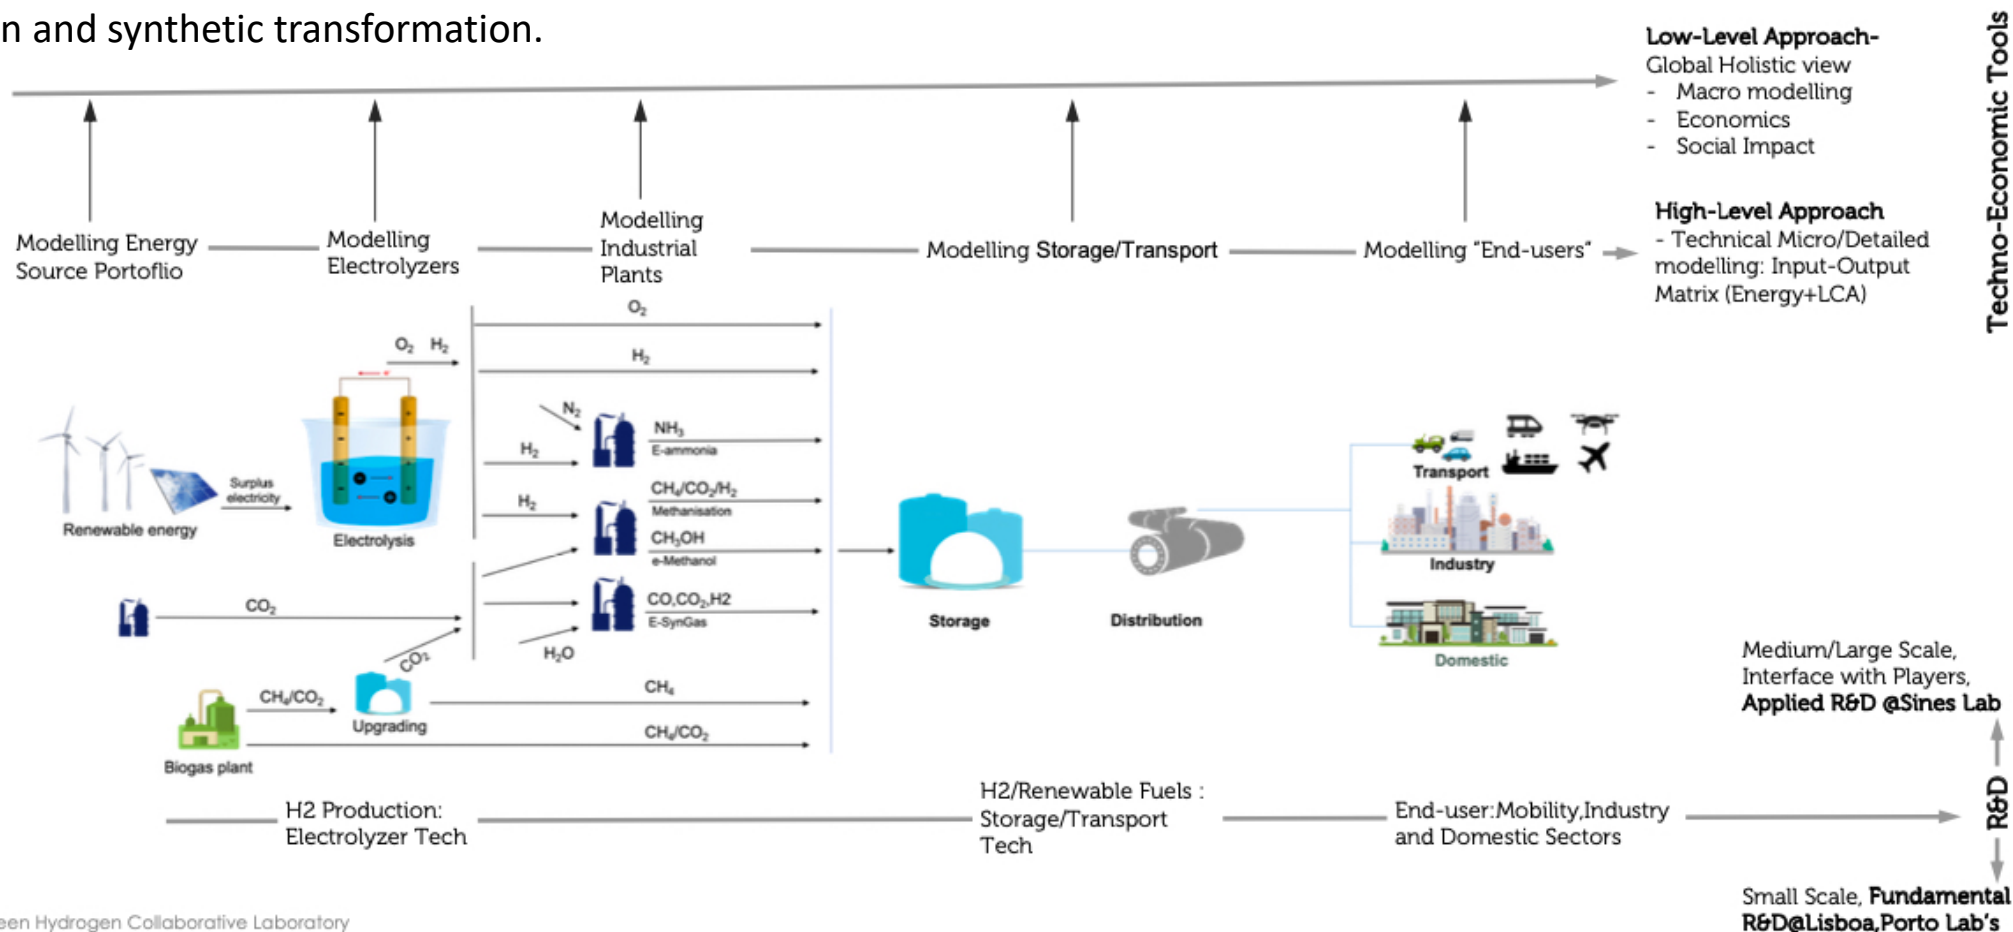 n and synthetic transformation.
Low-Level Approach-
Global Holistic view
- Macro modelling
- Economics
- Social Impact
Techno-Economic Tools
Modelling Energy
Source Portoflio
Modelling
Electrolyzers
Modelling
Industrial
Plants
Modelling Storage/Transport
Modelling "End-users"
High-Level Approach
- Technical Micro/Detailed
modelling: Input-Output
Matrix (Energy+LCA)
O₂
O₂ H₂
H₂
N₂
NH₃
E-ammonia
H₂
Surplus
electricity
Renewable energy
Electrolysis
H₂
CH₄/CO₂/H₂
Methanisation
CH₃OH
e-Methanol
CO₂
CO,CO₂,H2
E-SynGas
H₂O
CO₂
CH₄/CO₂
Upgrading
CH₄
CH₄/CO₂
Biogas plant
Storage
Distribution
Transport
Industry
Domestic
Medium/Large Scale,
Interface with Players,
Applied R&D @Sines Lab
H2 Production:
Electrolyzer Tech
H2/Renewable Fuels :
Storage/Transport
Tech
End-user:Mobility,Industry
and Domestic Sectors
R&D
Small Scale, Fundamental
R&D@Lisboa,Porto Lab's
een Hydrogen Collaborative Laboratory